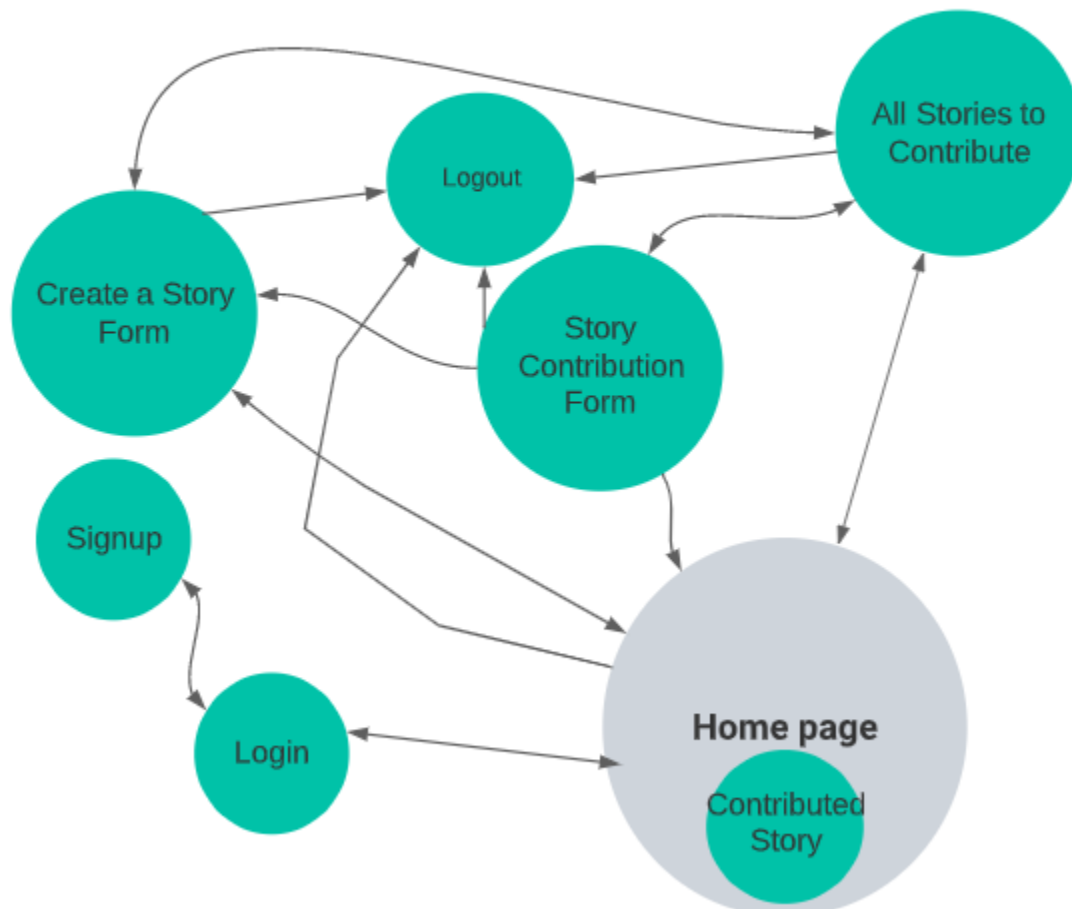 All Stories to
Contribute
Logout
Create a Story
Form
Story
Contribution
Form
Signup
Login
Home page
Contributed
Story